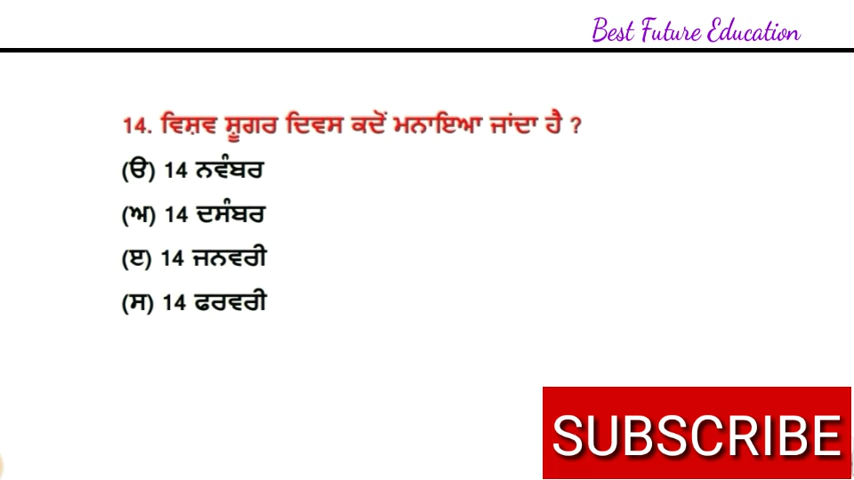 Best Future Education
14. ਵਿਸ਼ਵ ਸ਼ੂਗਰ ਦਿਵਸ ਕਦੋਂ ਮਨਾਇਆ ਜਾਂਦਾ ਹੈ ?
(ੳ) 14 ਨਵੰਬਰ
(ਅ) 14 ਦਸੰਬਰ
(ੲ) 14 ਜਨਵਰੀ
(ਸ) 14 ਫਰਵਰੀ
SUBSCRIBE